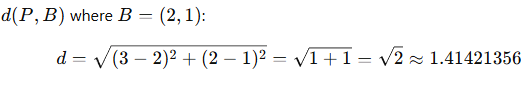 d(P, B) where B = (2, 1):
d = √(3 − 2)² + (2 − 1)² = √1 + 1 = √2 ≈ 1.41421356